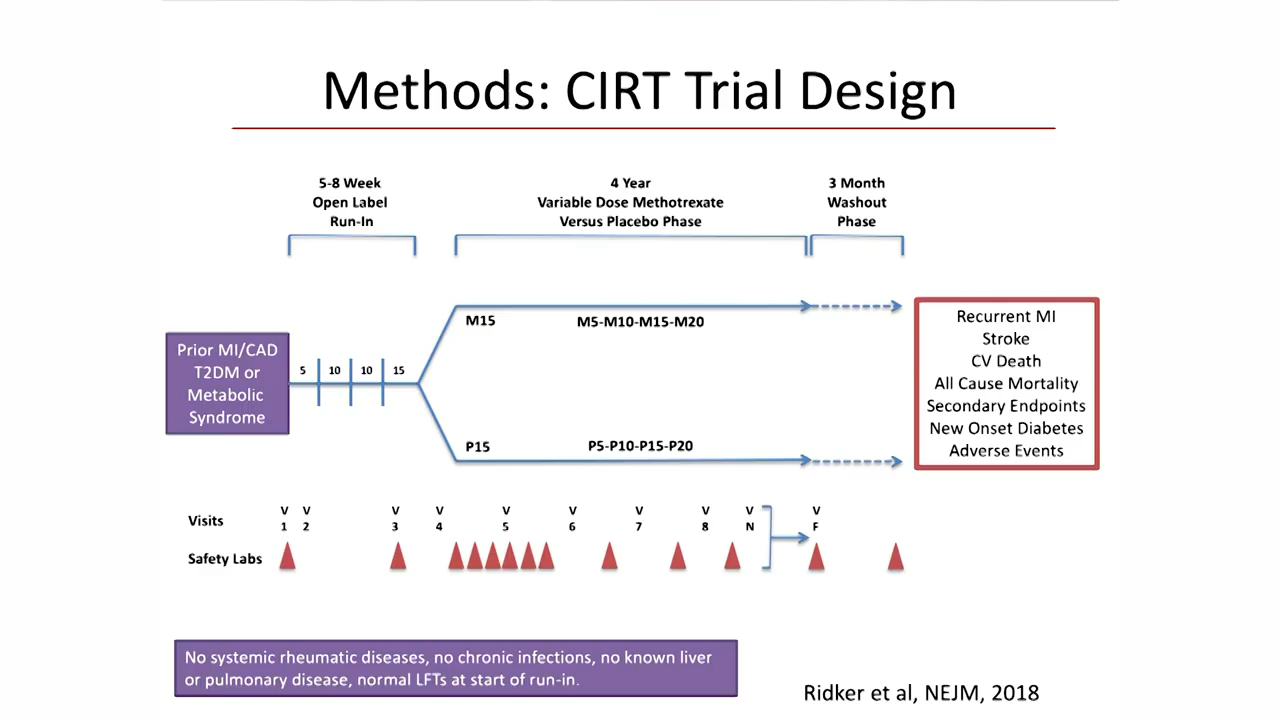 Methods: CIRT Trial Design
5-8 Week
Open Label
Run-In
4 Year
Variable Dose Methotrexate
Versus Placebo Phase
3 Month
Washout
Phase
Prior MI/CAD
T2DM or
Metabolic
Syndrome
5 10 10 15
M15 M5-M10-M15-M20
P15 P5-P10-P15-P20
Recurrent MI
Stroke
CV Death
All Cause Mortality
Secondary Endpoints
New Onset Diabetes
Adverse Events
Visits
V V V V V V V V V V
1 2 3 4 5 6 7 8 N F
Safety Labs
No systemic rheumatic diseases, no chronic infections, no known liver
or pulmonary disease, normal LFTs at start of run-in.
Ridker et al, NEJM, 2018